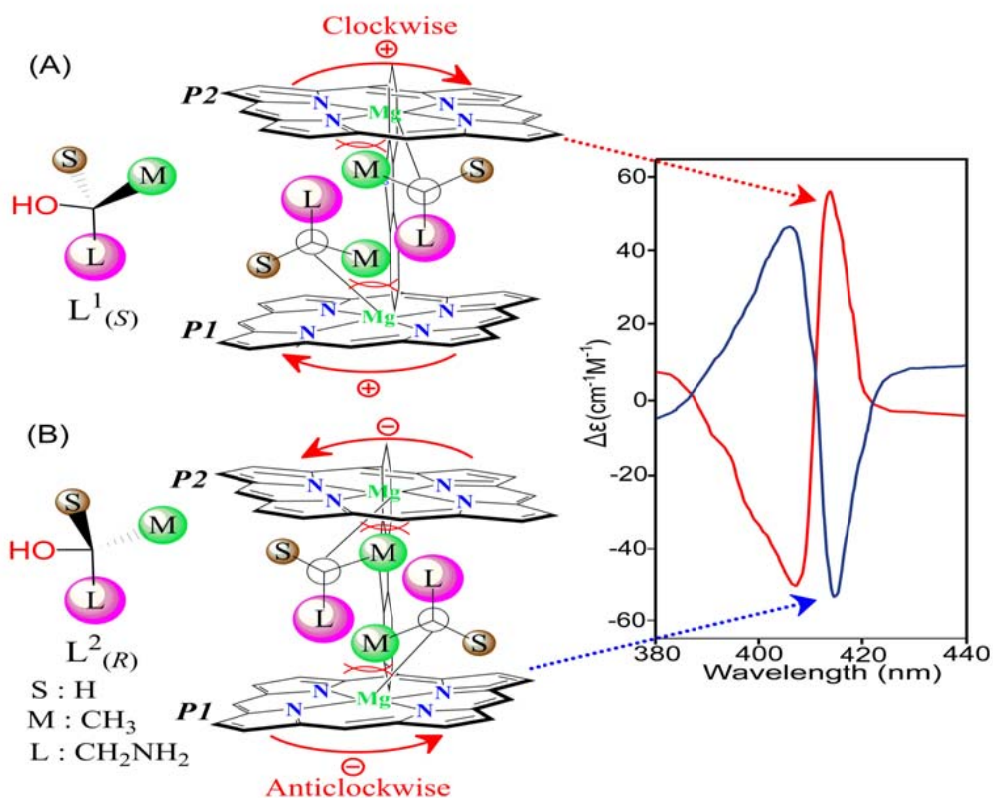 Clockwise
⊕
(A)
P2
N
N
Mg
N
N
S
M
HO
L
L¹(S)
M
S
L
L
S
M
N
N
Mg
N
N
P1
⊕
(B)
⊖
P2
N
N
Mg
N
N
S
M
HO
L
L²(R)
S
M
L
L
M
S
N
N
Mg
N
N
P1
⊖
Anticlockwise
S : H
M : CH₃
L : CH₂NH₂
60
40
20
0
-20
-40
-60
Δε(cm⁻¹M⁻¹)
380
400
420
440
Wavelength (nm)